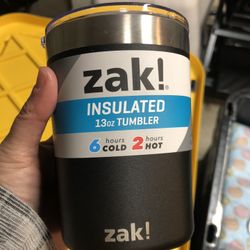 zak!
INSULATED
13oz TUMBLER
6 hours COLD 2 hours HOT
zak!